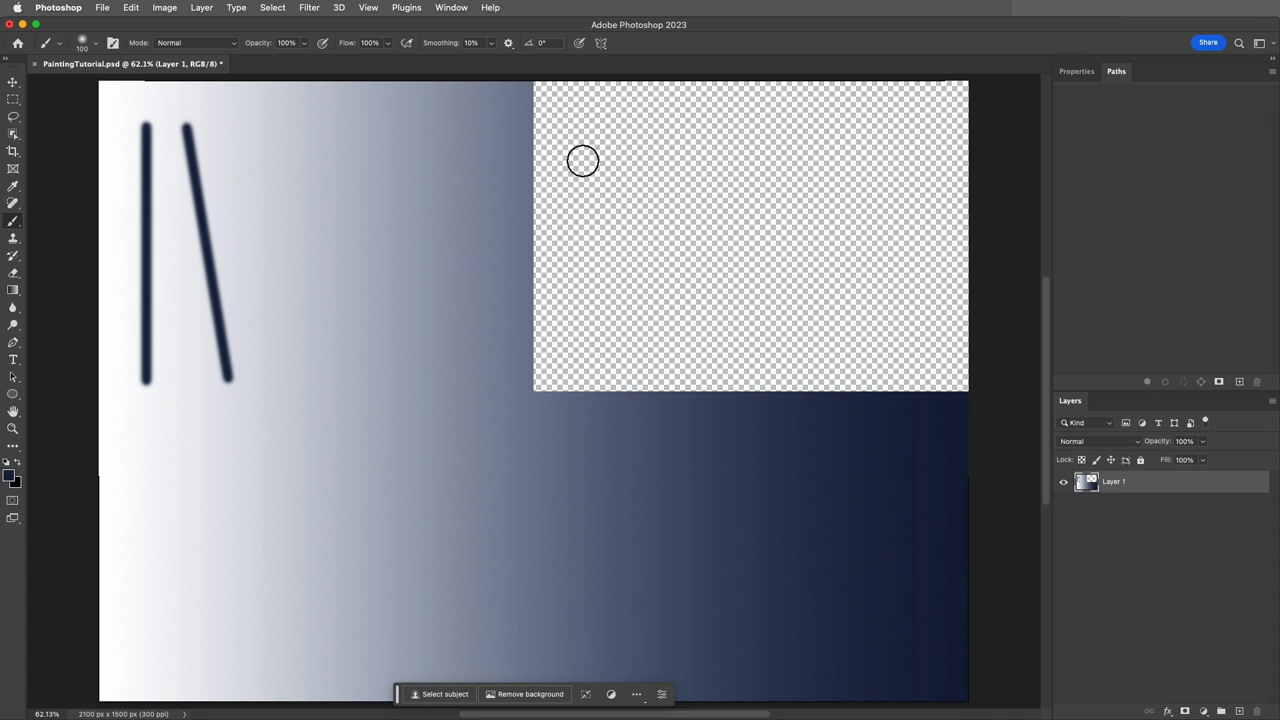 Photoshop File Edit Image Layer Type Select Filter 3D View Plugins Window Help
Adobe Photoshop 2023
100 Mode: Normal Opacity: 100% Flow: 100% Smoothing: 10% 0° Share
PaintingTutorial.psd @ 62.1% (Layer 1, RGB/8) *
Properties Paths
Layers
Kind
Normal Opacity: 100%
Lock: Fill: 100%
Layer 1
Select subject Remove background
62.13% 2100 px x 1500 px (300 ppi)